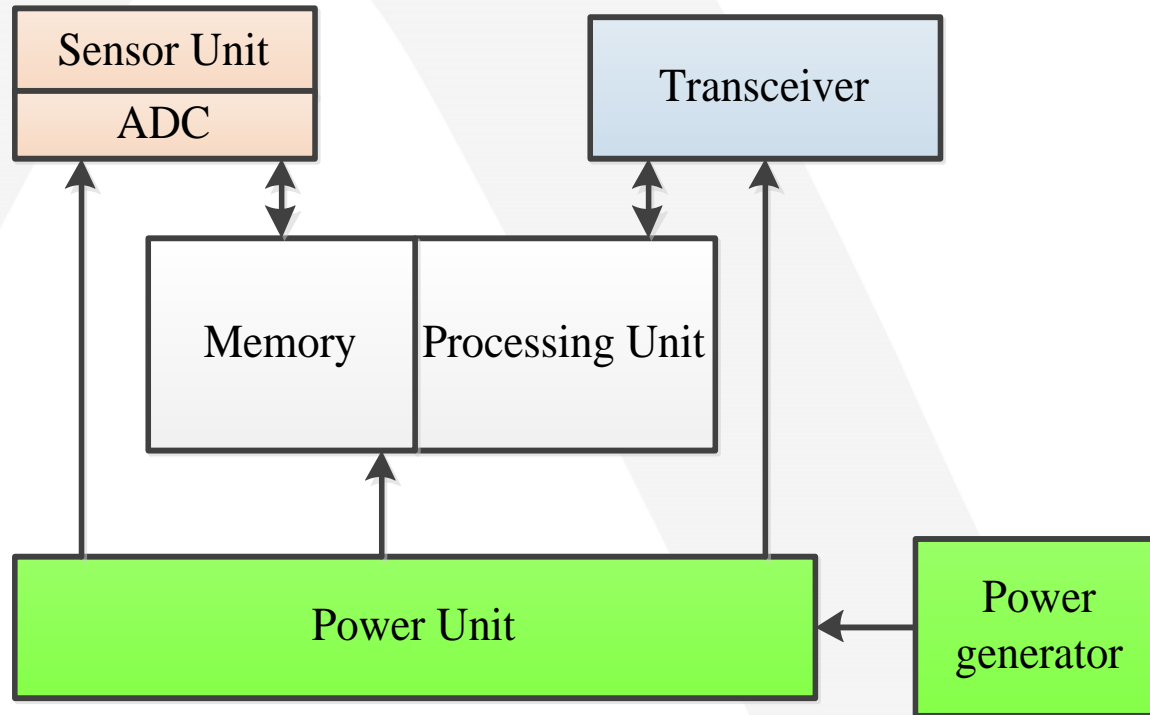 Sensor Unit
ADC
Transceiver
Memory
Processing Unit
Power Unit
Power
generator